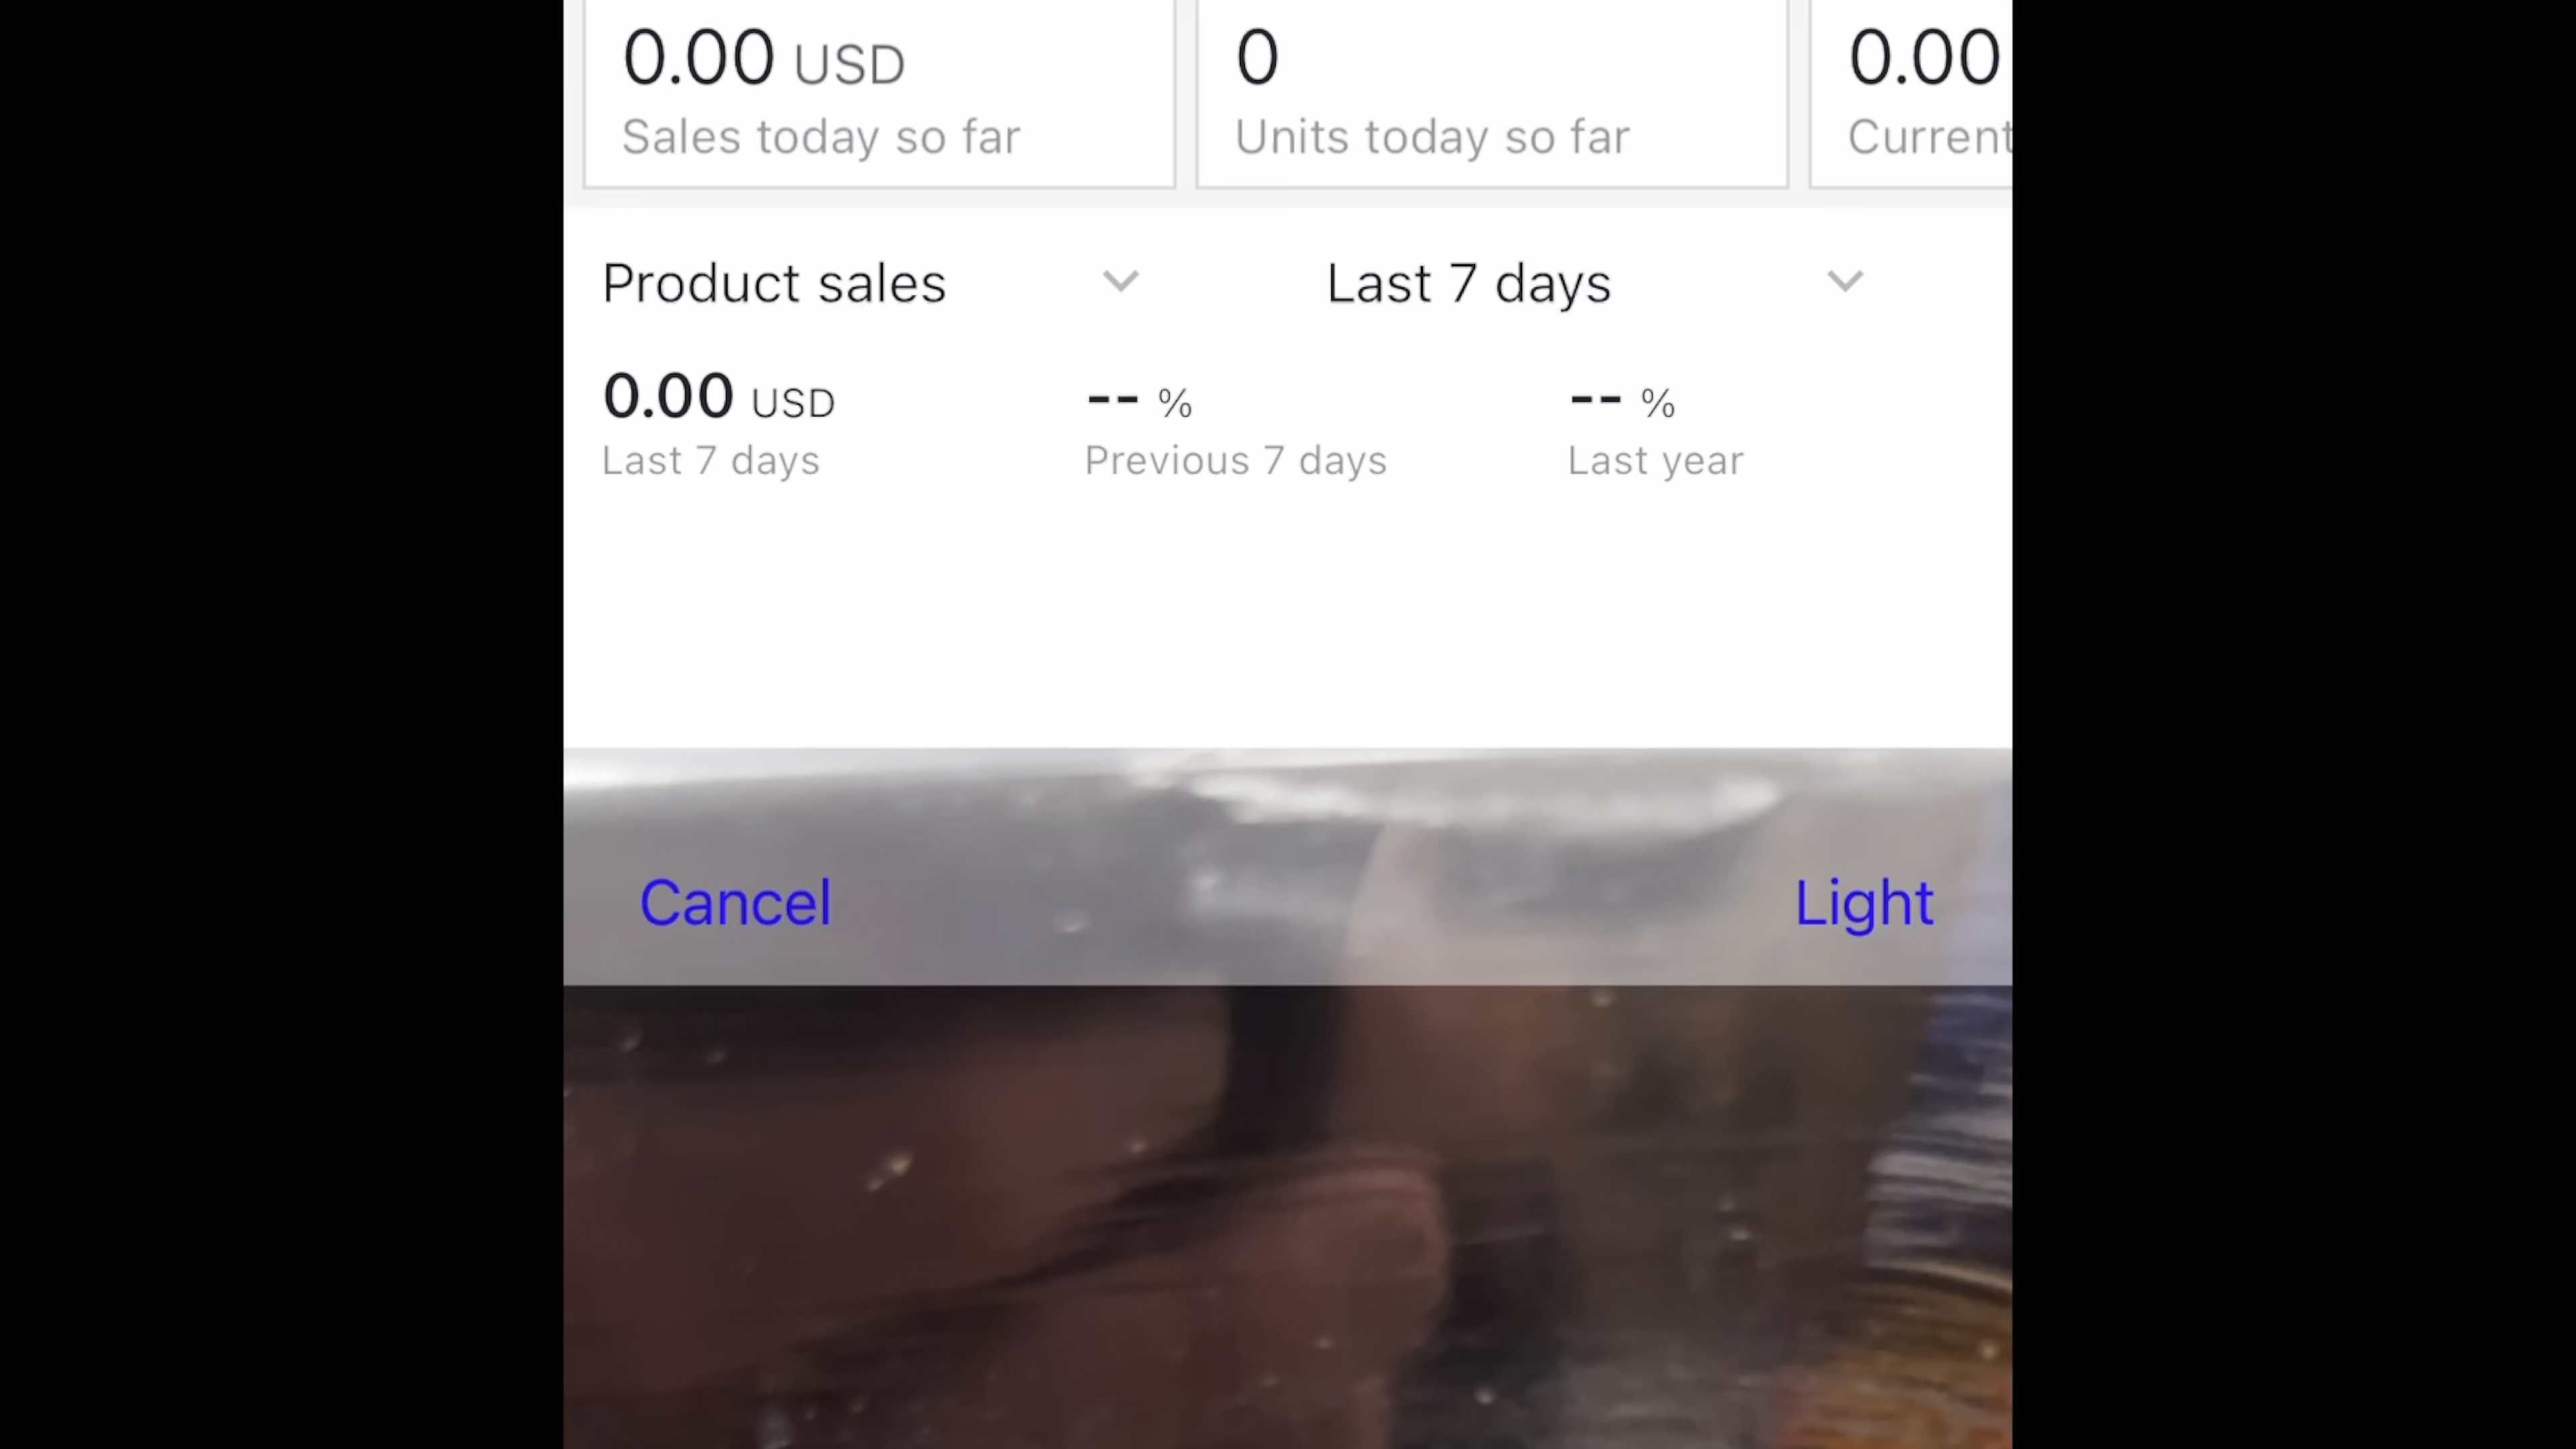 0.00 USD
Sales today so far
0
Units today so far
0.00
Current
Product sales
Last 7 days
0.00 USD
Last 7 days
-- %
Previous 7 days
-- %
Last year
Cancel
Light